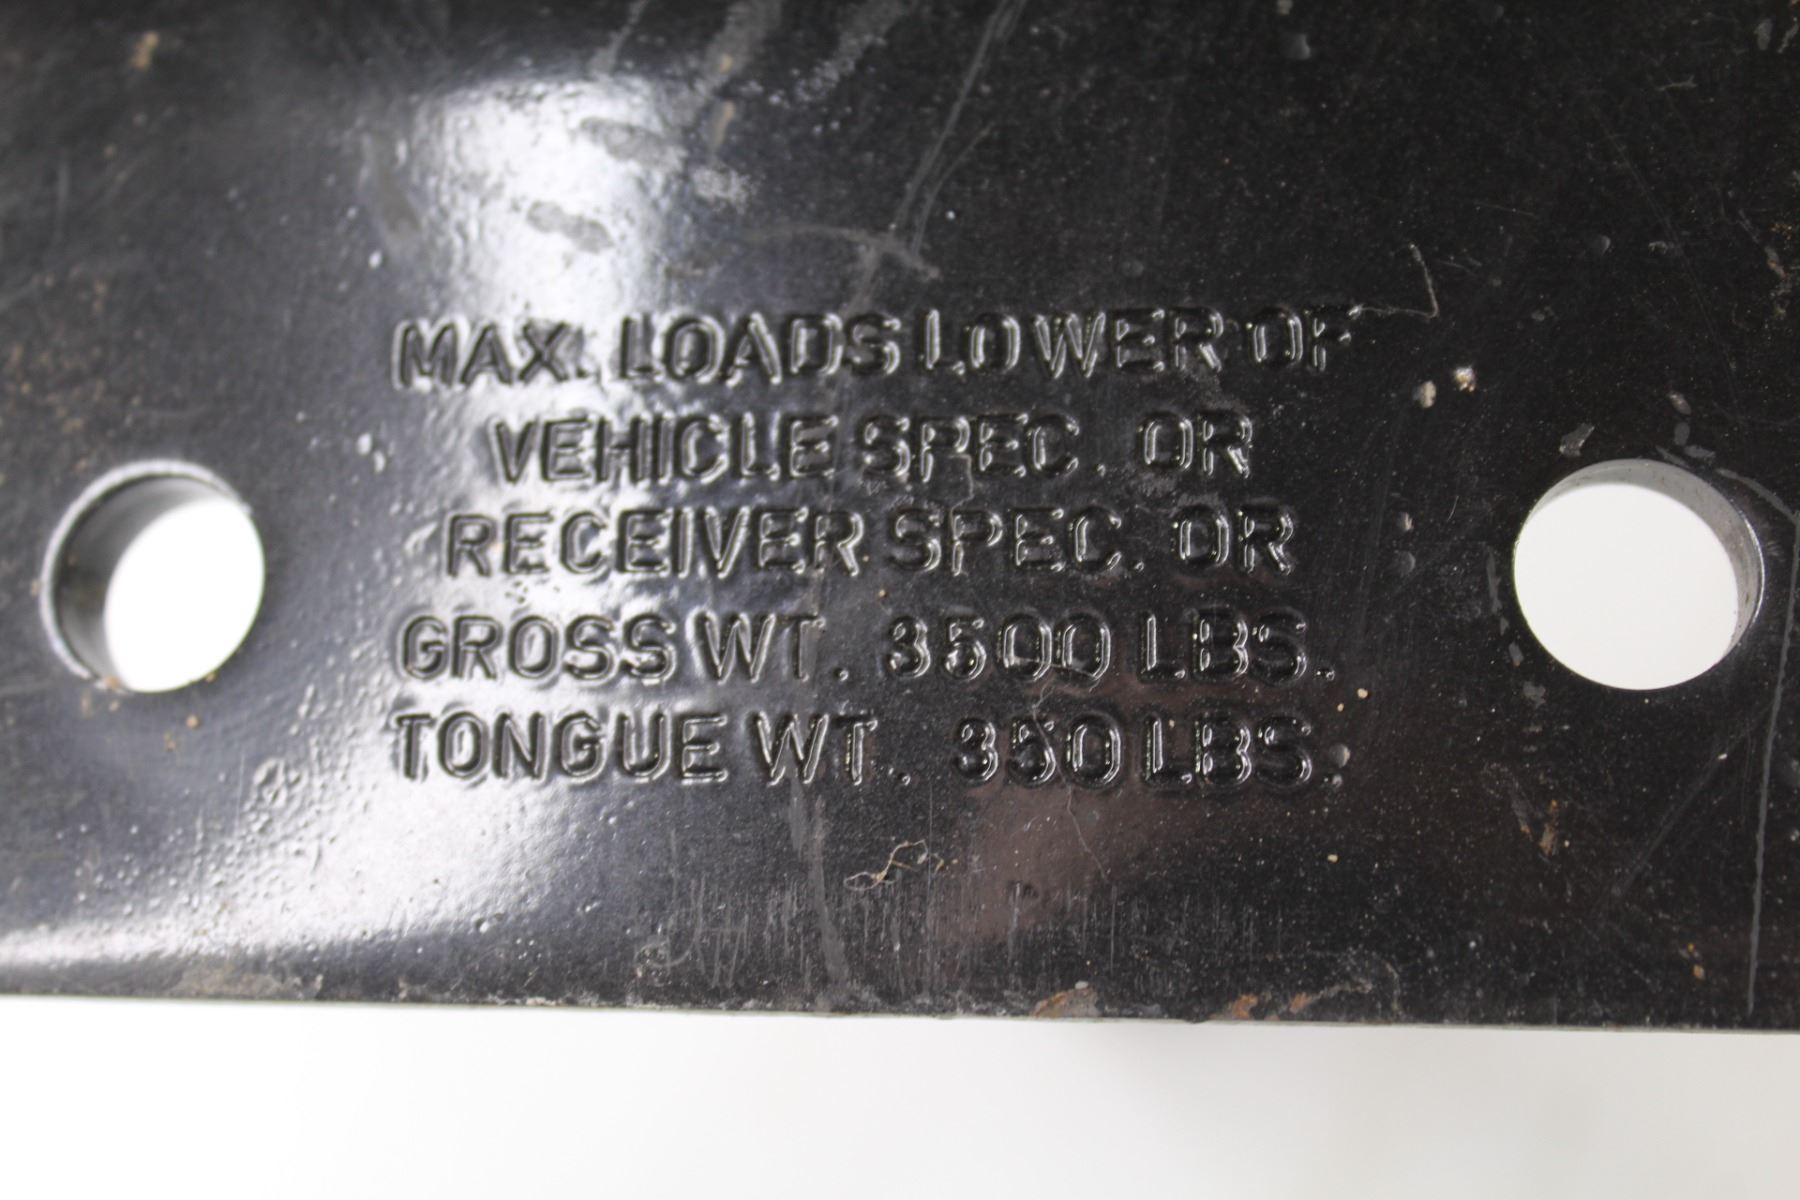 MAX. LOADS LOWER OF
VEHICLE SPEC. OR
RECEIVER SPEC. OR
GROSS WT. 3500 LBS.
TONGUE WT. 350 LBS.